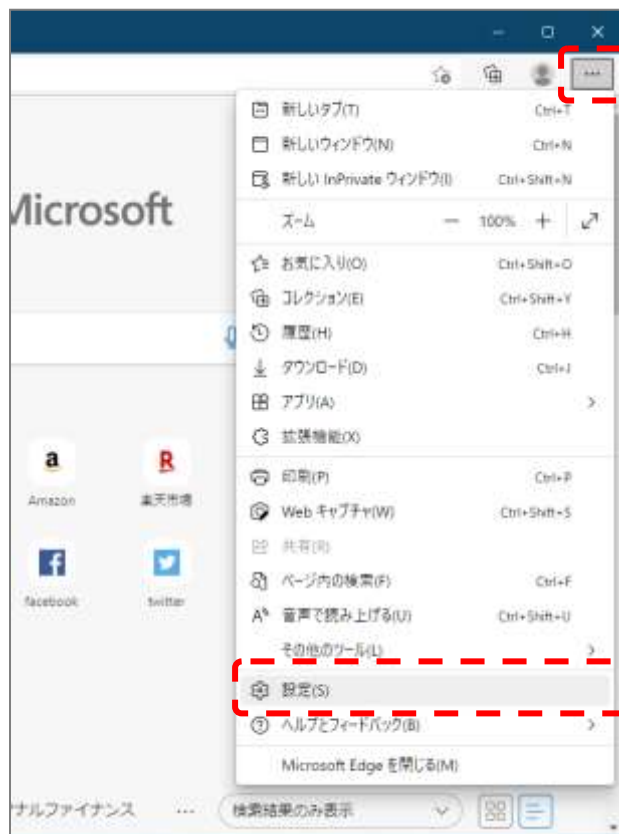 新しいタブ(T) Ctrl+T
新しいウィンドウ(N) Ctrl+N
新しい InPrivate ウィンドウ(I) Ctrl+Shift+N
Microsoft
ズーム 100%
お気に入り(O) Ctrl+Shift+O
コレクション(E) Ctrl+Shift+Y
履歴(H) Ctrl+H
ダウンロード(D) Ctrl+J
アプリ(A)
拡張機能(X)
印刷(P) Ctrl+P
Amazon 楽天市場
Web キャプチャ(W) Ctrl+Shift+S
共有(R)
ページ内の検索(F) Ctrl+F
facebook twitter
音声で読み上げる(U) Ctrl+Shift+U
その他のツール(L)
設定(S)
ヘルプとフィードバック(B)
Microsoft Edge を閉じる(M)
ナルファイナンス … 検索結果のみ表示